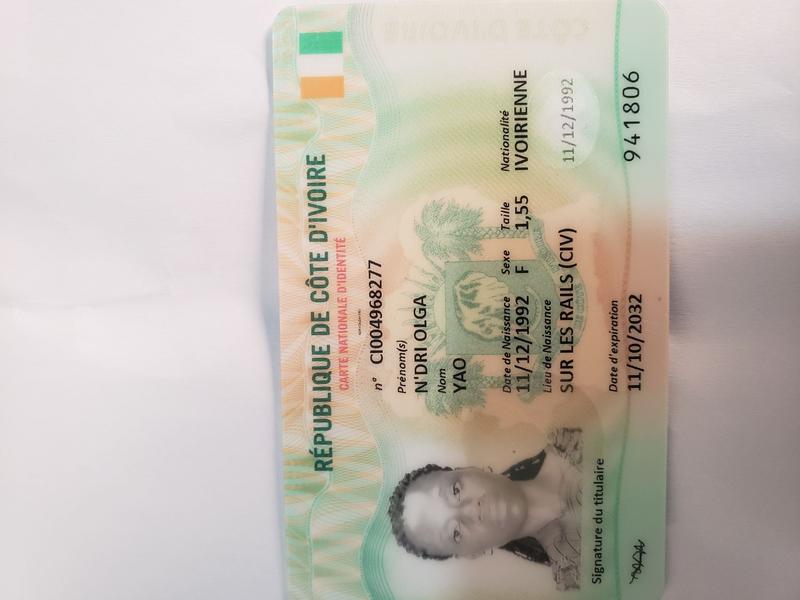 CÔTE D'IVOIRE
RÉPUBLIQUE DE CÔTE D'IVOIRE
CARTE NATIONALE D'IDENTITÉ
n° CI004968277
Prénom(s)
N'DRI OLGA
Nom
YAO
Date de Naissance Sexe Taille Nationalité
11/12/1992 F 1,55 IVOIRIENNE
Lieu de Naissance
SUR LES RAILS (CIV)
11/12/1992
Signature du titulaire
Date d'expiration
11/10/2032
941806